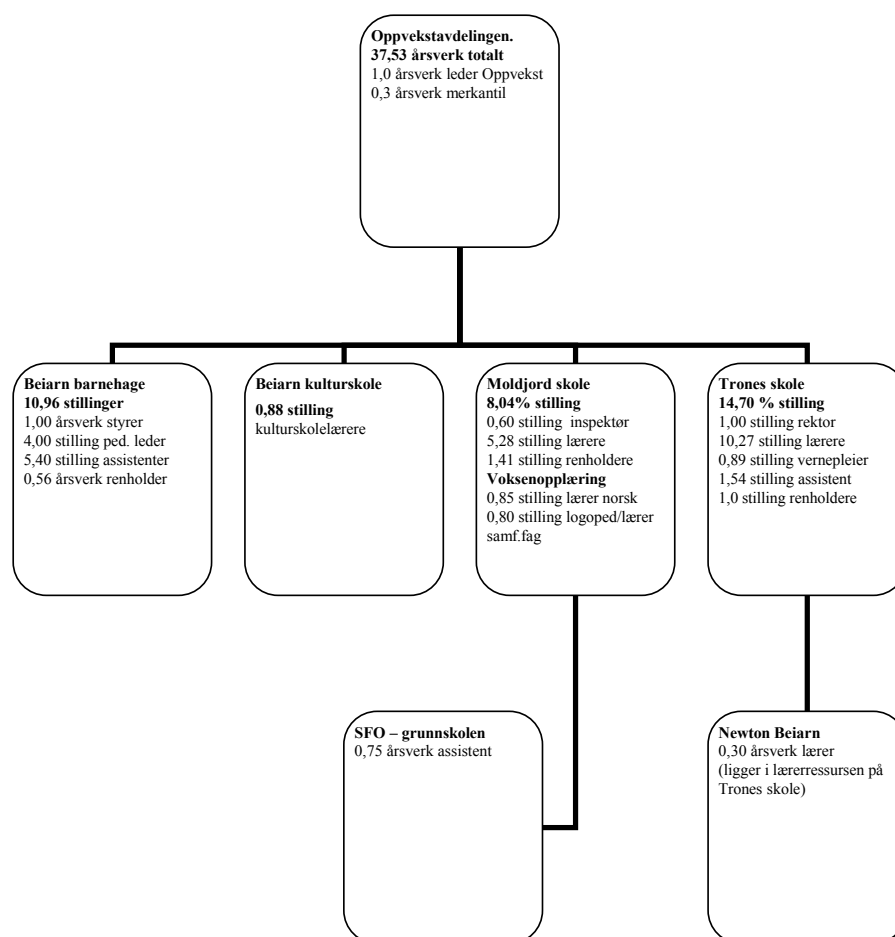 Oppvekstavdelingen.
37,53 årsverk totalt
1,0 årsverk leder Oppvekst
0,3 årsverk merkantil
Beiarn barnehage
10,96 stillinger
1,00 årsverk styrer
4,00 stilling ped. leder
5,40 stilling assistenter
0,56 årsverk renholder
Beiarn kulturskole
0,88 stilling
kulturskolelærere
Moldjord skole
8,04% stilling
0,60 stilling inspektør
5,28 stilling lærere
1,41 stilling renholdere
Voksenopplæring
0,85 stilling lærer norsk
0,80 stilling logoped/lærer
samf.fag
Trones skole
14,70 % stilling
1,00 stilling rektor
10,27 stilling lærere
0,89 stilling vernepleier
1,54 stilling assistent
1,0 stilling renholdere
SFO – grunnskolen
0,75 årsverk assistent
Newton Beiarn
0,30 årsverk lærer
(ligger i lærerressursen på
Trones skole)